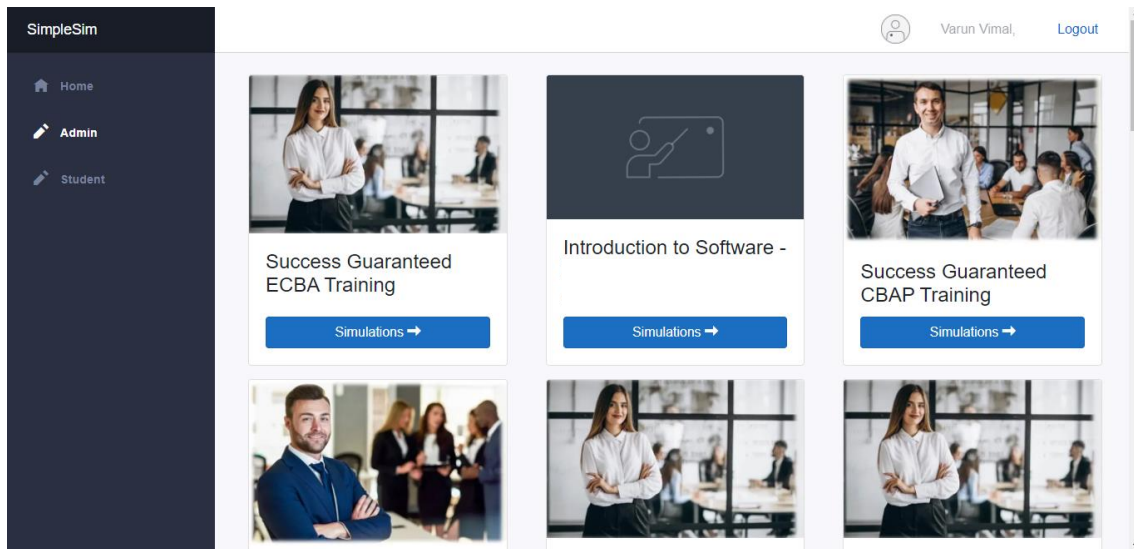 SimpleSim
Varun Vimal,
Logout
Home
Admin
Student
Success Guaranteed
ECBA Training
Simulations
Introduction to Software -
Simulations
Success Guaranteed
CBAP Training
Simulations